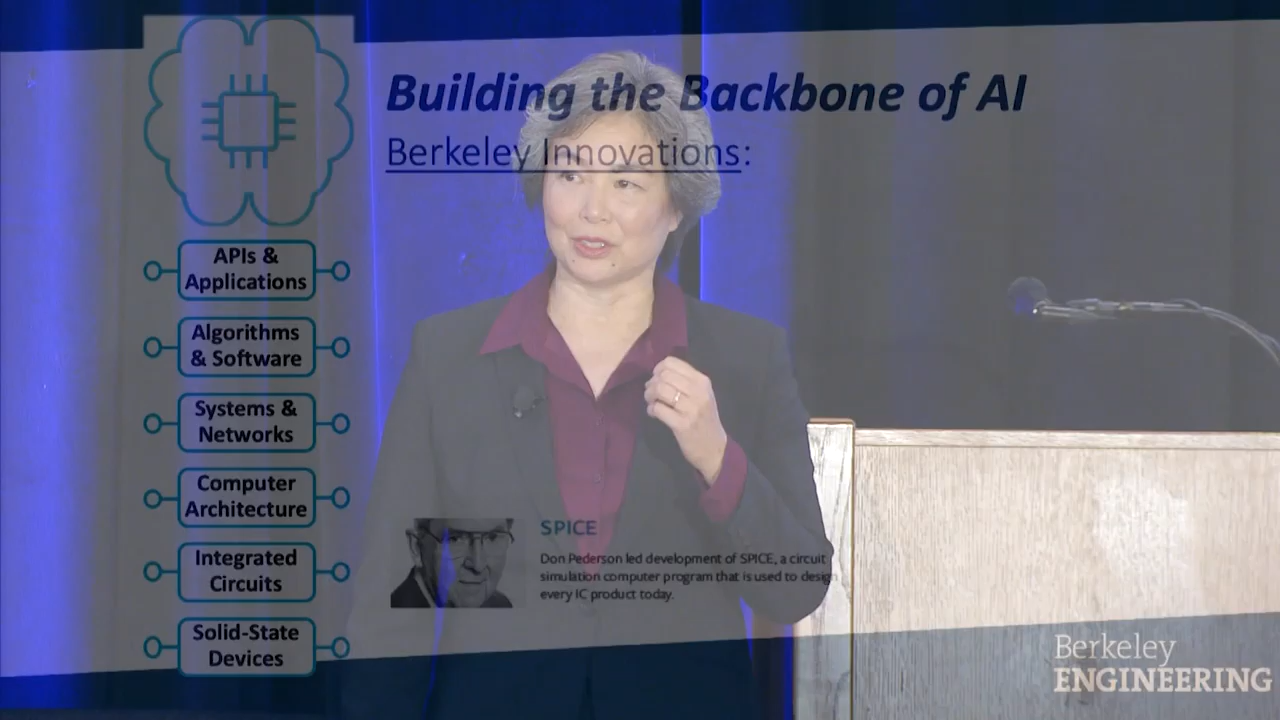 Building the Backbone of AI
Berkeley Innovations:
APIs &
Applications
Algorithms
& Software
Systems &
Networks
Computer
Architecture
Integrated
Circuits
Solid-State
Devices
SPICE
Don Pederson led development of SPICE, a circuit
simulation computer program that is used to design
every IC product today.
Berkeley
ENGINEERING